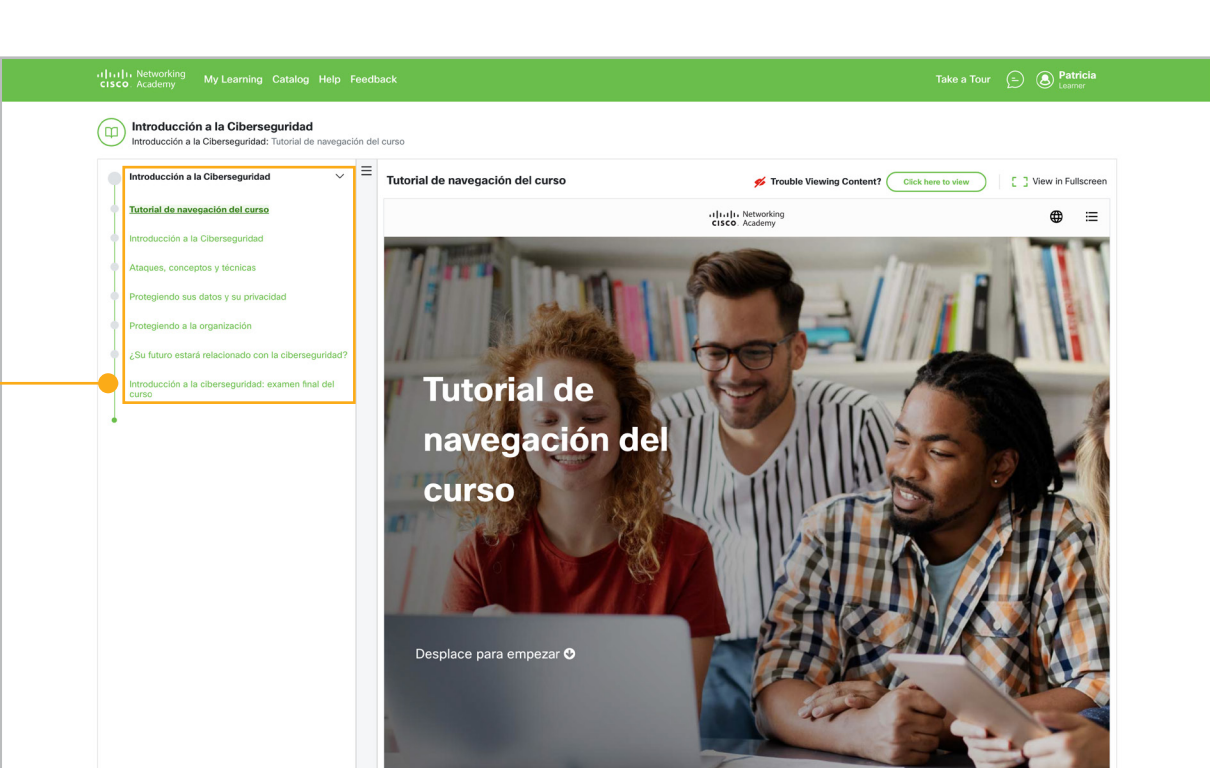 Networking
CISCO Academy
My Learning Catalog Help Feedback
Take a Tour
Patricia
Learner
Introducción a la Ciberseguridad
Introducción a la Ciberseguridad: Tutorial de navegación del curso
Introducción a la Ciberseguridad
Tutorial de navegación del curso
Introducción a la Ciberseguridad
Ataques, conceptos y técnicas
Protegiendo sus datos y su privacidad
Protegiendo a la organización
¿Su futuro estará relacionado con la ciberseguridad?
Introducción a la ciberseguridad: examen final del
curso
Tutorial de navegación del curso
Trouble Viewing Content?
Click here to view
View in Fullscreen
Networking
CISCO. Academy
Tutorial de
navegación del
curso
Desplace para empezar